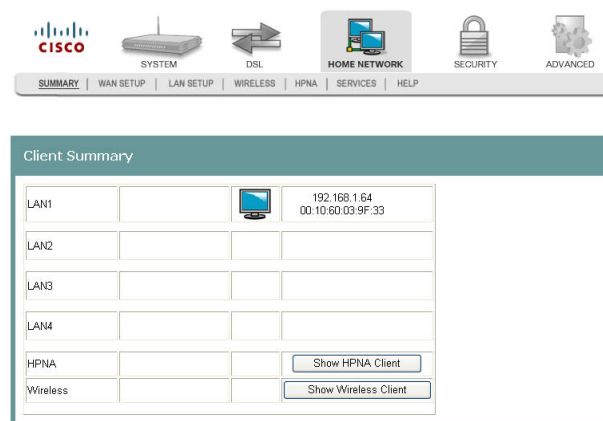 CISCO
SYSTEM
DSL
HOME NETWORK
SECURITY
ADVANCED
SUMMARY | WAN SETUP | LAN SETUP | WIRELESS | HPNA | SERVICES | HELP
Client Summary
LAN1
192.168.1.64
00:10:60:03:9F:33
LAN2
LAN3
LAN4
HPNA Show HPNA Client
Wireless Show Wireless Client